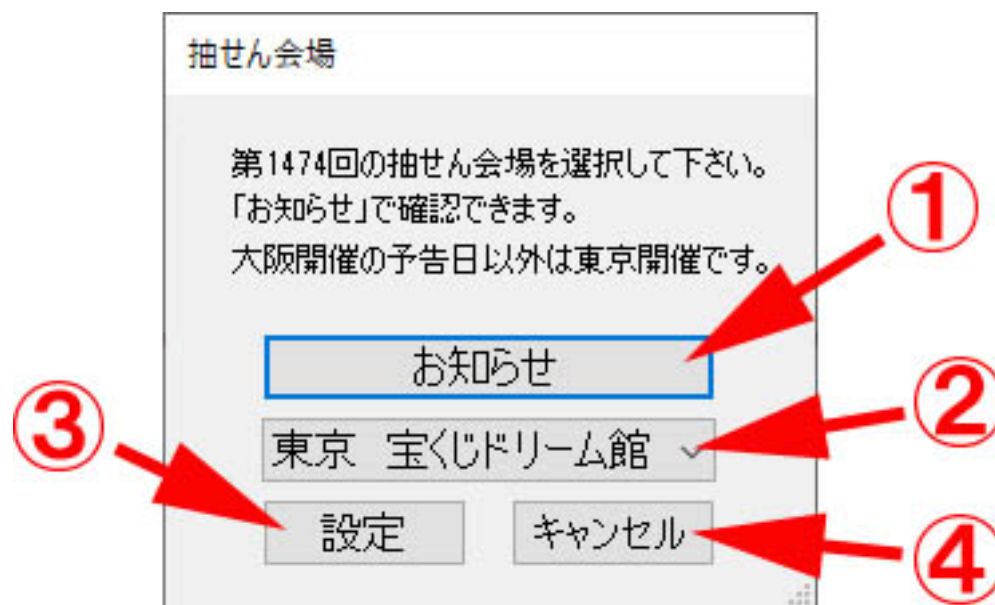 抽せん会場
第1474回の抽せん会場を選択して下さい。
「お知らせ」で確認できます。
大阪開催の予告日以外は東京開催です。
①
お知らせ
②
東京 宝くじドリーム館
③
設定
キャンセル
④